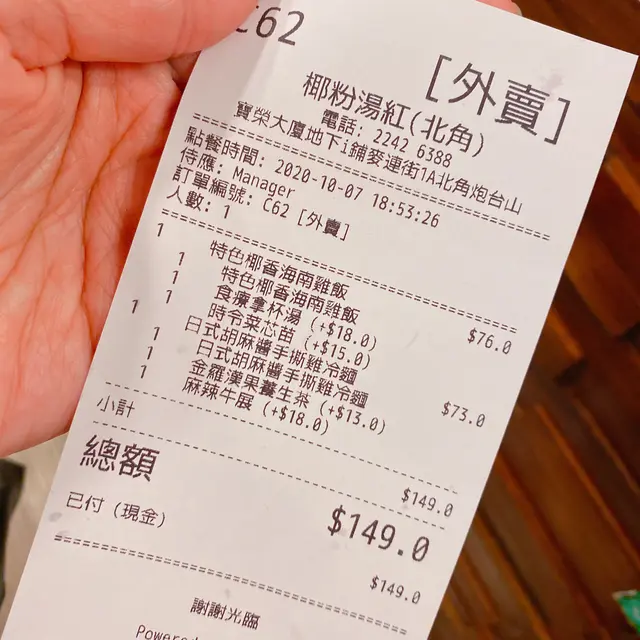 C62
[外賣]
椰粉湯紅(北角)
電話: 2242 6388
寶榮大廈地下i鋪麥連街1A北角炮台山
點餐時間: 2020-10-07 18:53:26
侍應: Manager
訂單編號: C62 [外賣]
人數: 1
1 特色椰香海南雞飯 $76.0
1 特色椰香海南雞飯
1 食療拿杯湯 (+$18.0)
1 時令菜芯苗 (+$15.0)
1 日式胡麻醬手撕雞冷麵 $73.0
1 日式胡麻醬手撕雞冷麵
1 金羅漢果薑生茶 (+$13.0)
1 麻辣牛展 (+$18.0)
小計 $149.0
總額 $149.0
已付 (現金) $149.0
謝謝光臨
Powered